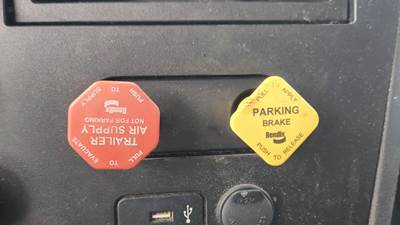 PUSH TO SUPPLY
Bendix
NOT FOR PARKING
AIR SUPPLY
TRAILER
PULL TO EVACUATE
PULL TO APPLY
PARKING
BRAKE
Bendix
PUSH TO RELEASE